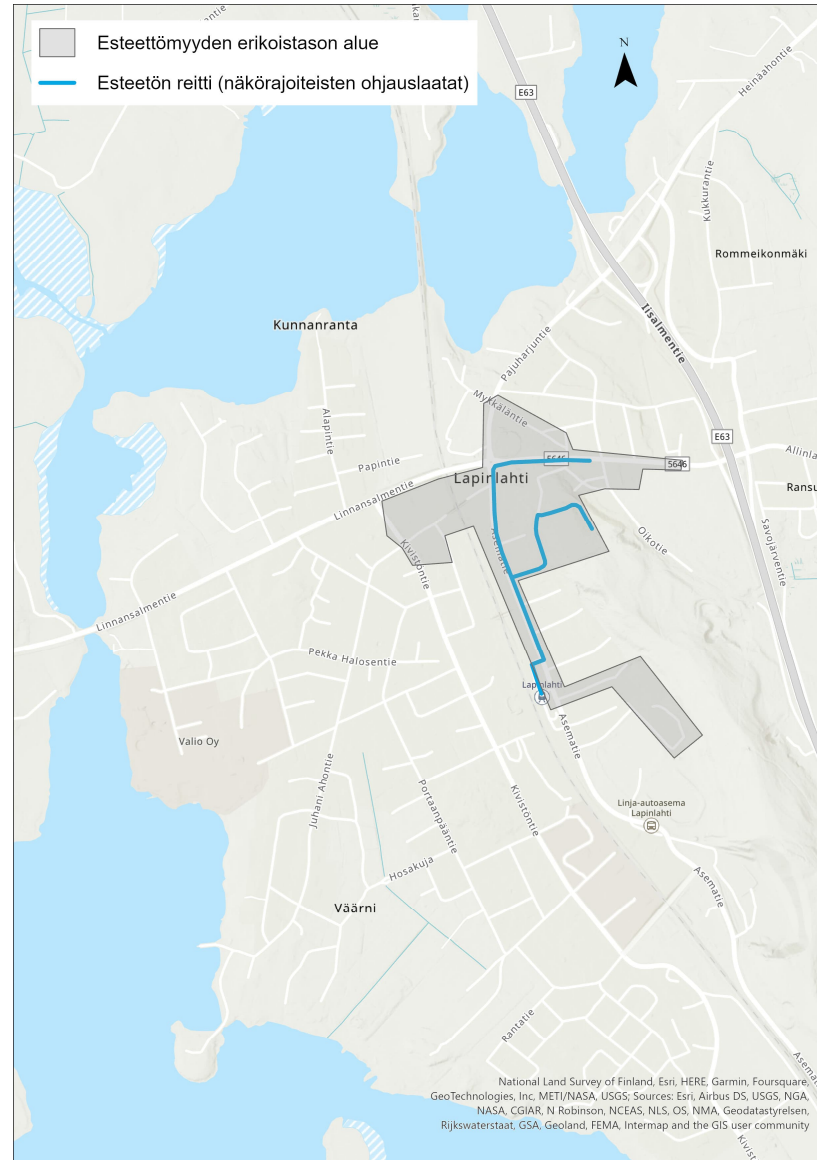 Esteettömyyden erikoistason alue
Esteetön reitti (näkörajoiteisten ohjauslaatat)
N
E63
Heinäahontie
Kukkurantie
Rommeikonmäki
Iisalmentie
Kunnanranta
Pajuharjuntie
Mykkäläntie
Alapintie
E63
Papintie
5646
5646
Lapinlahti
Linnansalmentie
Asematie
Oikotie
Savojärventie
Kivistöntie
Linnansalmentie
Pekka Halosentie
Lapinlahti
Asematie
Valio Oy
Juhani Ahontie
Portaanpääntie
Kivistöntie
Linja-autoasema
Lapinlahti
Hosakuja
Asematie
Väärni
Rantatie
National Land Survey of Finland, Esri, HERE, Garmin, Foursquare,
GeoTechnologies, Inc, METI/NASA, USGS; Sources: Esri, Airbus DS, USGS, NGA,
NASA, CGIAR, N Robinson, NCEAS, NLS, OS, NMA, Geodatastyrelsen,
Rijkswaterstaat, GSA, Geoland, FEMA, Intermap and the GIS user community